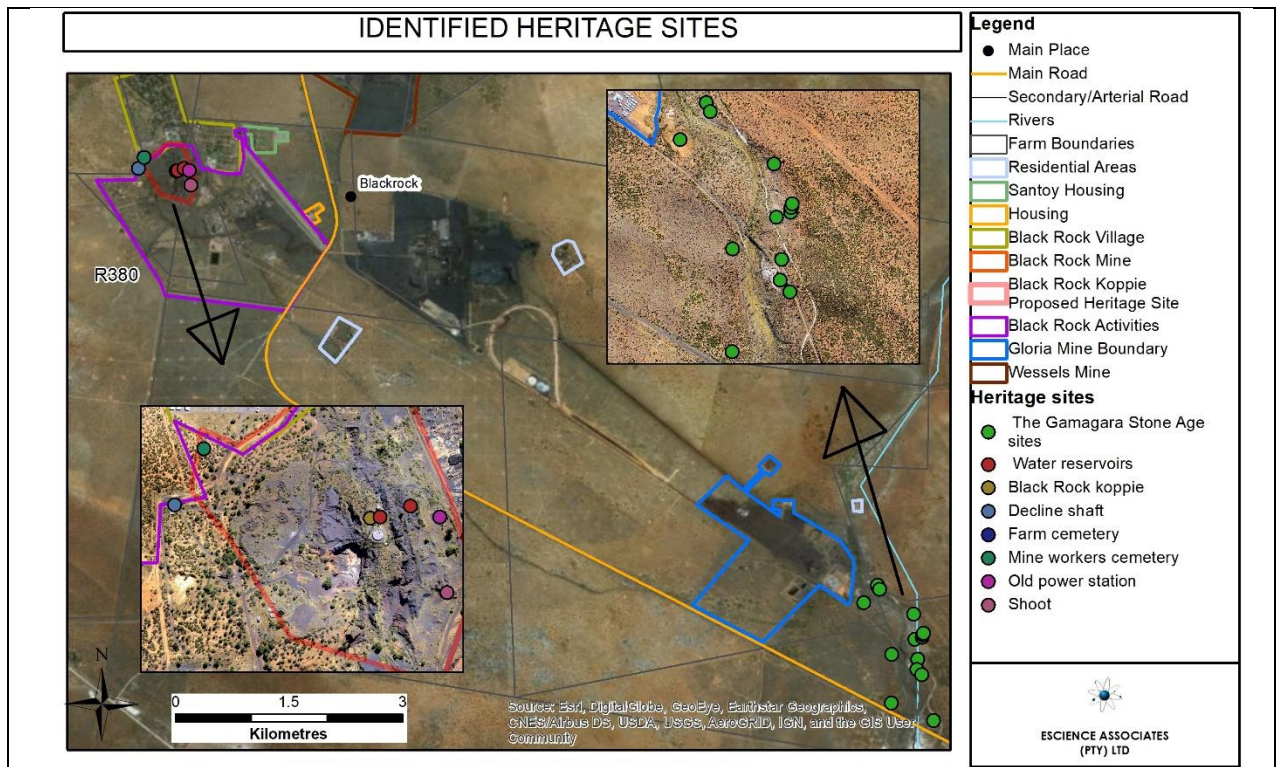 IDENTIFIED HERITAGE SITES
Blackrock
R380
N
0 1.5 3
Kilometres
Source: Esri, DigitalGlobe, GeoEye, Earthstar Geographics,
CNES/Airbus DS, USDA, USGS, AeroGRID, IGN, and the GIS User
Community
Legend
Main Place
Main Road
Secondary/Arterial Road
Rivers
Farm Boundaries
Residential Areas
Santoy Housing
Housing
Black Rock Village
Black Rock Mine
Black Rock Koppie
Proposed Heritage Site
Black Rock Activities
Gloria Mine Boundary
Wessels Mine
Heritage sites
The Gamagara Stone Age
sites
Water reservoirs
Black Rock koppie
Decline shaft
Farm cemetery
Mine workers cemetery
Old power station
Shoot
ESCIENCE ASSOCIATES
(PTY) LTD